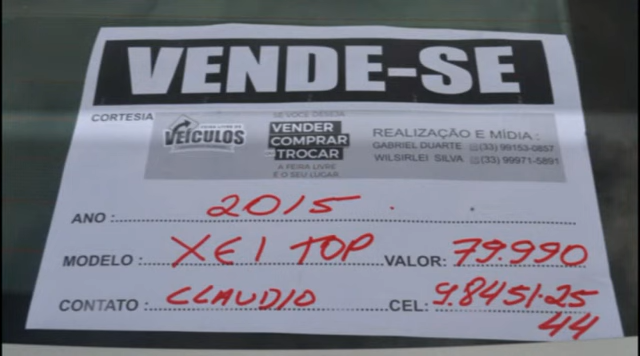 VENDE-SE
CORTESIA
VEÍCULOS
SE VOCÊ DESEJA
VENDER
COMPRAR
TROCAR
A FEIRA LIVRE
É O SEU LUGAR
REALIZAÇÃO E MÍDIA :
GABRIEL DUARTE (33) 99153-0857
WILSIRLEI SILVA (33) 99971-5891
ANO : 2015
MODELO : XEI TOP VALOR: 79.990
CONTATO : CLAUDIO CEL: 9.8451-25
44